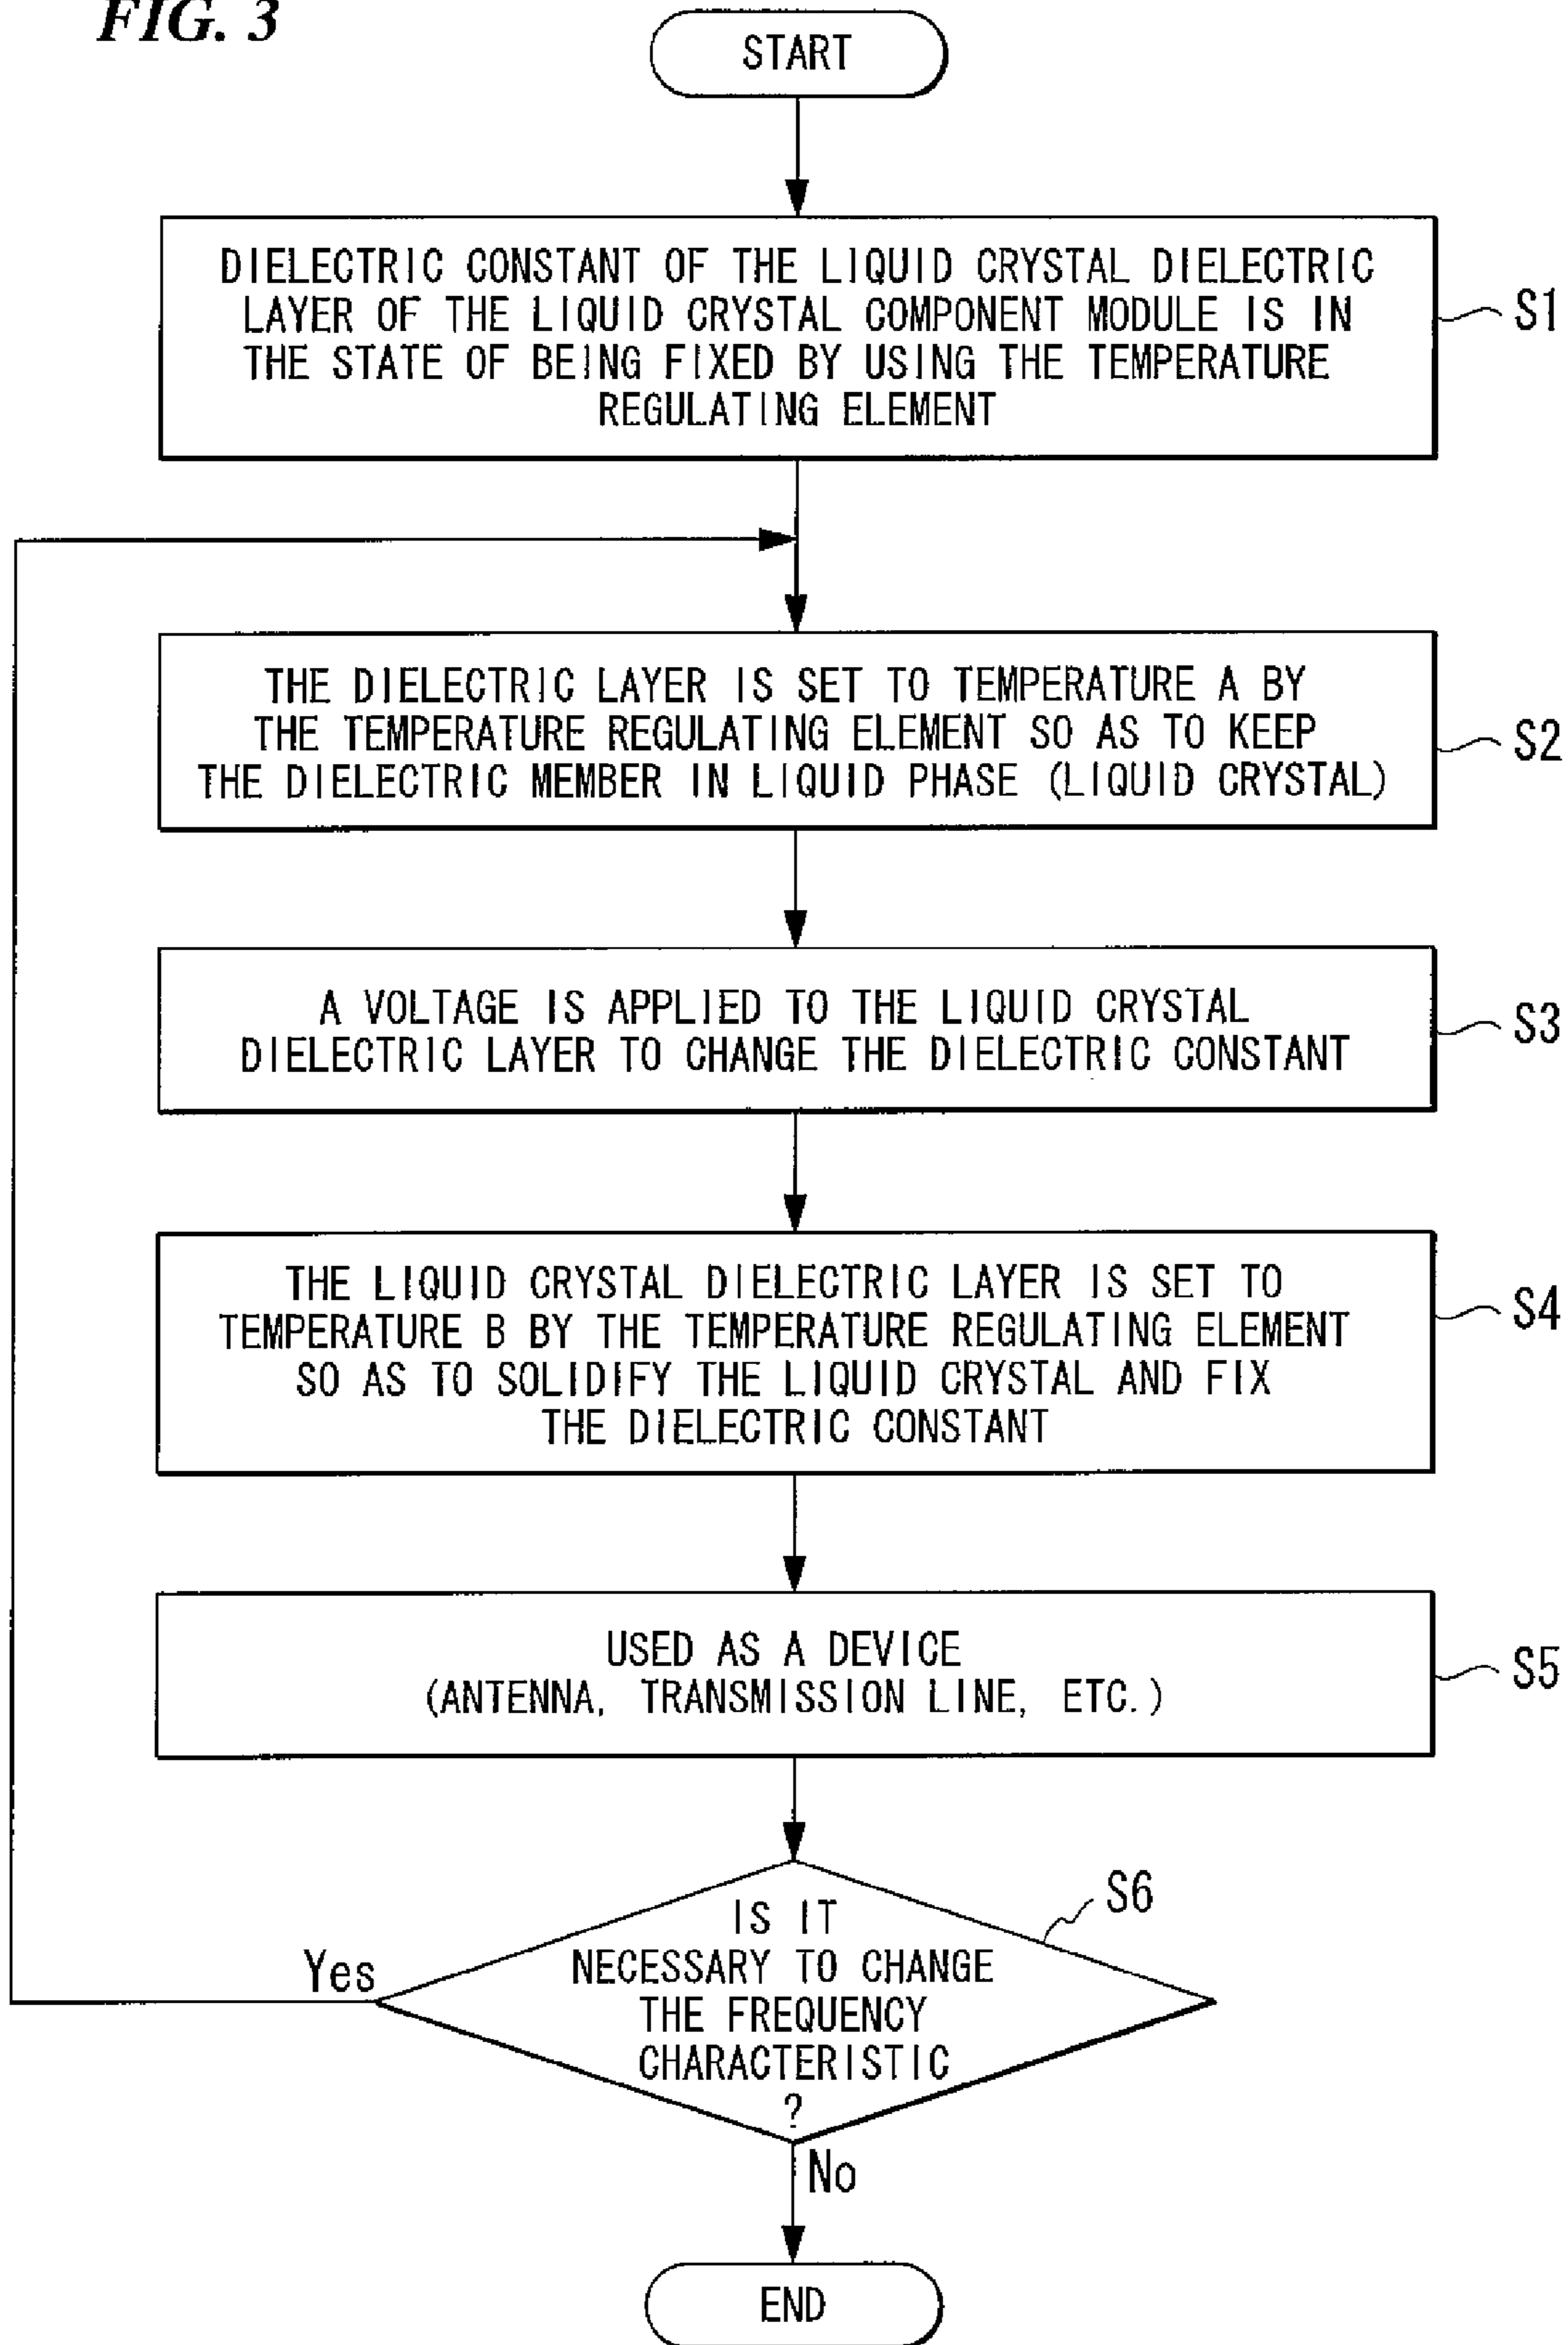 FIG. 3
START
DIELECTRIC CONSTANT OF THE LIQUID CRYSTAL DIELECTRIC
LAYER OF THE LIQUID CRYSTAL COMPONENT MODULE IS IN
THE STATE OF BEING FIXED BY USING THE TEMPERATURE
REGULATING ELEMENT
S1
THE DIELECTRIC LAYER IS SET TO TEMPERATURE A BY
THE TEMPERATURE REGULATING ELEMENT SO AS TO KEEP
THE DIELECTRIC MEMBER IN LIQUID PHASE (LIQUID CRYSTAL)
S2
A VOLTAGE IS APPLIED TO THE LIQUID CRYSTAL
DIELECTRIC LAYER TO CHANGE THE DIELECTRIC CONSTANT
S3
THE LIQUID CRYSTAL DIELECTRIC LAYER IS SET TO
TEMPERATURE B BY THE TEMPERATURE REGULATING ELEMENT
SO AS TO SOLIDIFY THE LIQUID CRYSTAL AND FIX
THE DIELECTRIC CONSTANT
S4
USED AS A DEVICE
(ANTENNA, TRANSMISSION LINE, ETC.)
S5
IS IT
NECESSARY TO CHANGE
THE FREQUENCY
CHARACTERISTIC
?
S6
Yes
No
END